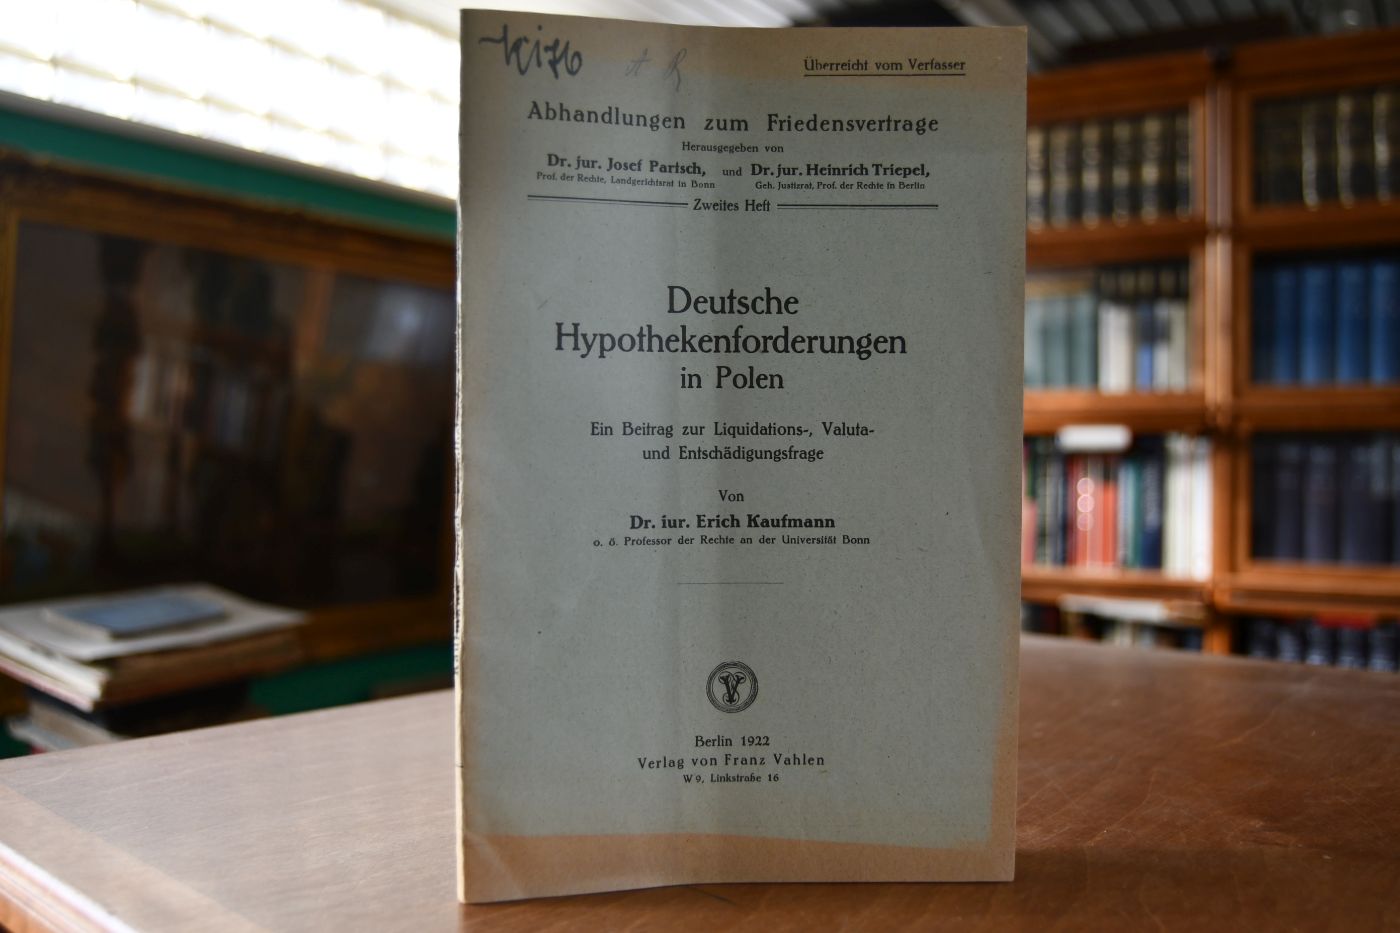 Überreicht vom Verfasser
Abhandlungen zum Friedensvertrage
Herausgegeben von
Dr. jur. Josef Partsch, und Dr. jur. Heinrich Triepel,
Prof. der Rechte, Landgerichtsrat in Bonn Geh. Justizrat, Prof. der Rechte in Berlin
Zweites Heft
Deutsche
Hypothekenforderungen
in Polen
Ein Beitrag zur Liquidations-, Valuta-
und Entschädigungsfrage
Von
Dr. iur. Erich Kaufmann
o. ö. Professor der Rechte an der Universität Bonn
Berlin 1922
Verlag von Franz Vahlen
W 9, Linkstraße 16